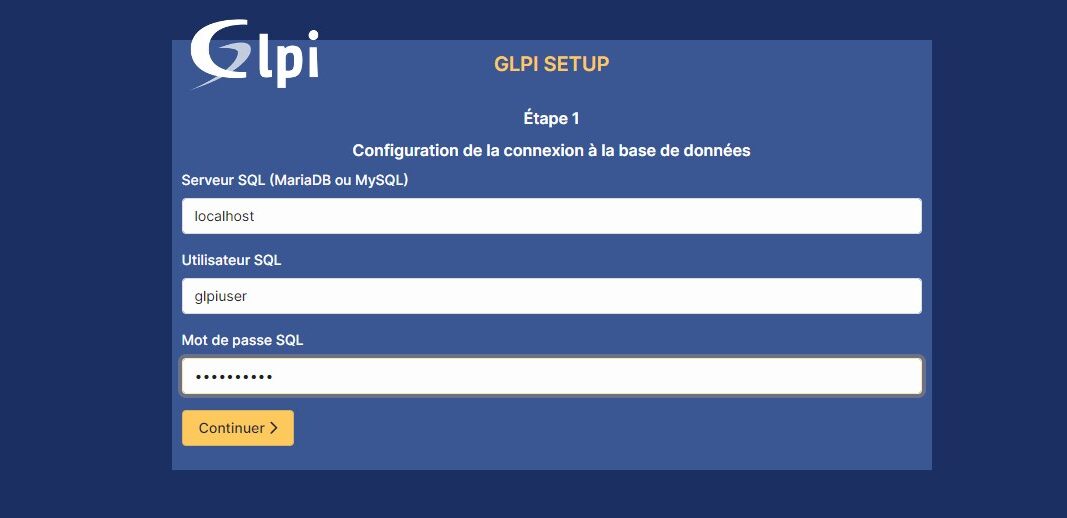 Glpi
GLPI SETUP
Étape 1
Configuration de la connexion à la base de données
Serveur SQL (MariaDB ou MySQL)
localhost
Utilisateur SQL
glpiuser
Mot de passe SQL
••••••••••
Continuer